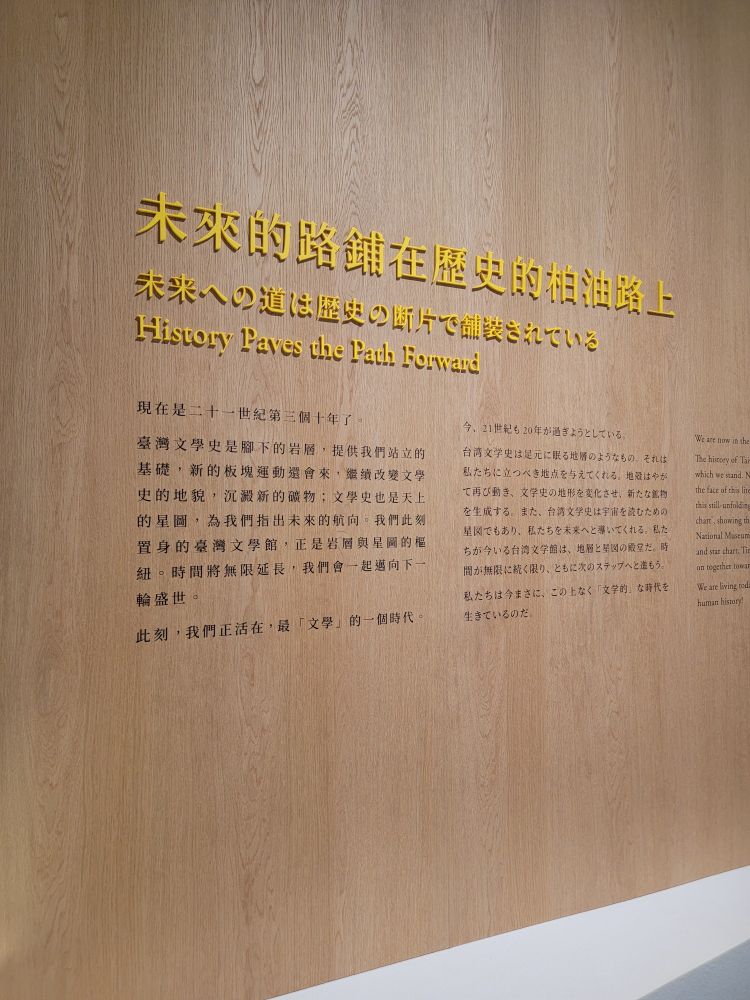 未來的路鋪在歷史的柏油路上
未来への道は歴史の断片で舗装されている
History Paves the Path Forward
現在是二十一世紀第三個十年了。
臺灣文學史是腳下的岩層，提供我們站立的
基礎，新的板塊運動還會來，繼續改變文學
史的地貌，沉澱新的礦物；文學史也是天上
的星圖，為我們指出未來的航向。我們此刻
置身的臺灣文學館，正是岩層與星圖的樞
紐。時間將無限延長，我們會一起邁向下一
輪盛世。
此刻，我們正活在，最「文學」的一個時代。
今、21世紀も20年が過ぎようとしている。
台湾文学史は足元に眠る地層のようなもの。それは
私たちに立つべき地点を与えてくれる。地殻はやが
て再び動き、文学史の地形を変化させ、新たな鉱物
を生成する。また、台湾文学史は宇宙を読むための
星図でもあり、私たちを未来へと導いてくれる。私た
ちが今いる台湾文学館は、地層と星図の殿堂だ。時
間が無限に続く限り、ともに次のステップへと進もう。
私たちは今まさに、この上なく「文学的」な時代を
生きているのだ。
We are now in the
The history of Tai
which we stand. N
the face of this lite
this still-unfolding
chart , showing th
National Museum
and star chart. Tim
on together towar
We are living toda
human history!